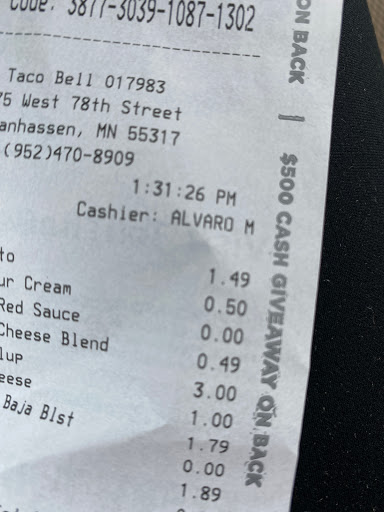 Code: 3877-3039-1087-1302
Taco Bell 017983
75 West 78th Street
anhassen, MN 55317
(952)470-8909
1:31:26 PM
Cashier: ALVARO M
to
ur Cream 1.49
Red Sauce 0.50
Cheese Blend 0.00
lup 0.49
eese 3.00
Baja Blst 1.00
1.79
0.00
1.89
ON BACK | $500 CASH GIVEAWAY ON BACK